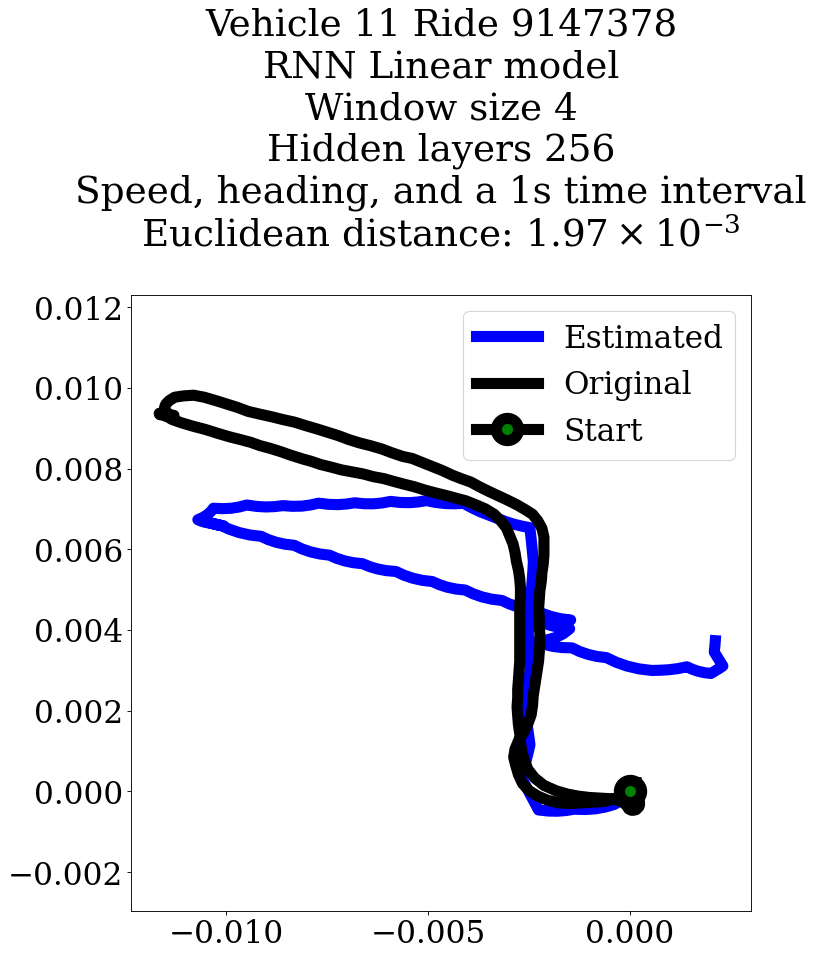 Vehicle 11 Ride 9147378
RNN Linear model
Window size 4
Hidden layers 256
Speed, heading, and a 1s time interval
Euclidean distance: 1.97 × 10⁻³
0.012
Estimated
0.010
Original
Start
0.008
0.006
0.004
0.002
0.000
−0.002
−0.010 −0.005 0.000